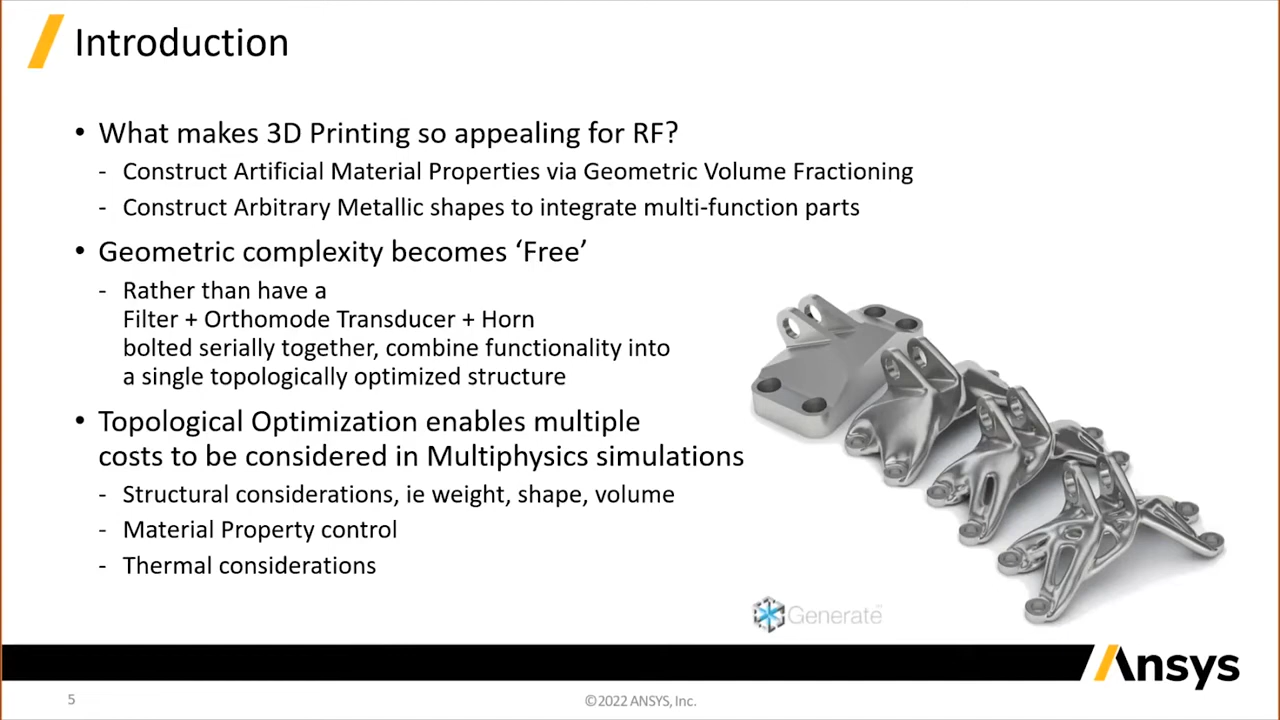 Introduction
• What makes 3D Printing so appealing for RF?
- Construct Artificial Material Properties via Geometric Volume Fractioning
- Construct Arbitrary Metallic shapes to integrate multi-function parts
• Geometric complexity becomes ‘Free’
- Rather than have a
Filter + Orthomode Transducer + Horn
bolted serially together, combine functionality into
a single topologically optimized structure
• Topological Optimization enables multiple
costs to be considered in Multiphysics simulations
- Structural considerations, ie weight, shape, volume
- Material Property control
- Thermal considerations
Generate
Ansys
5
©2022 ANSYS, Inc.